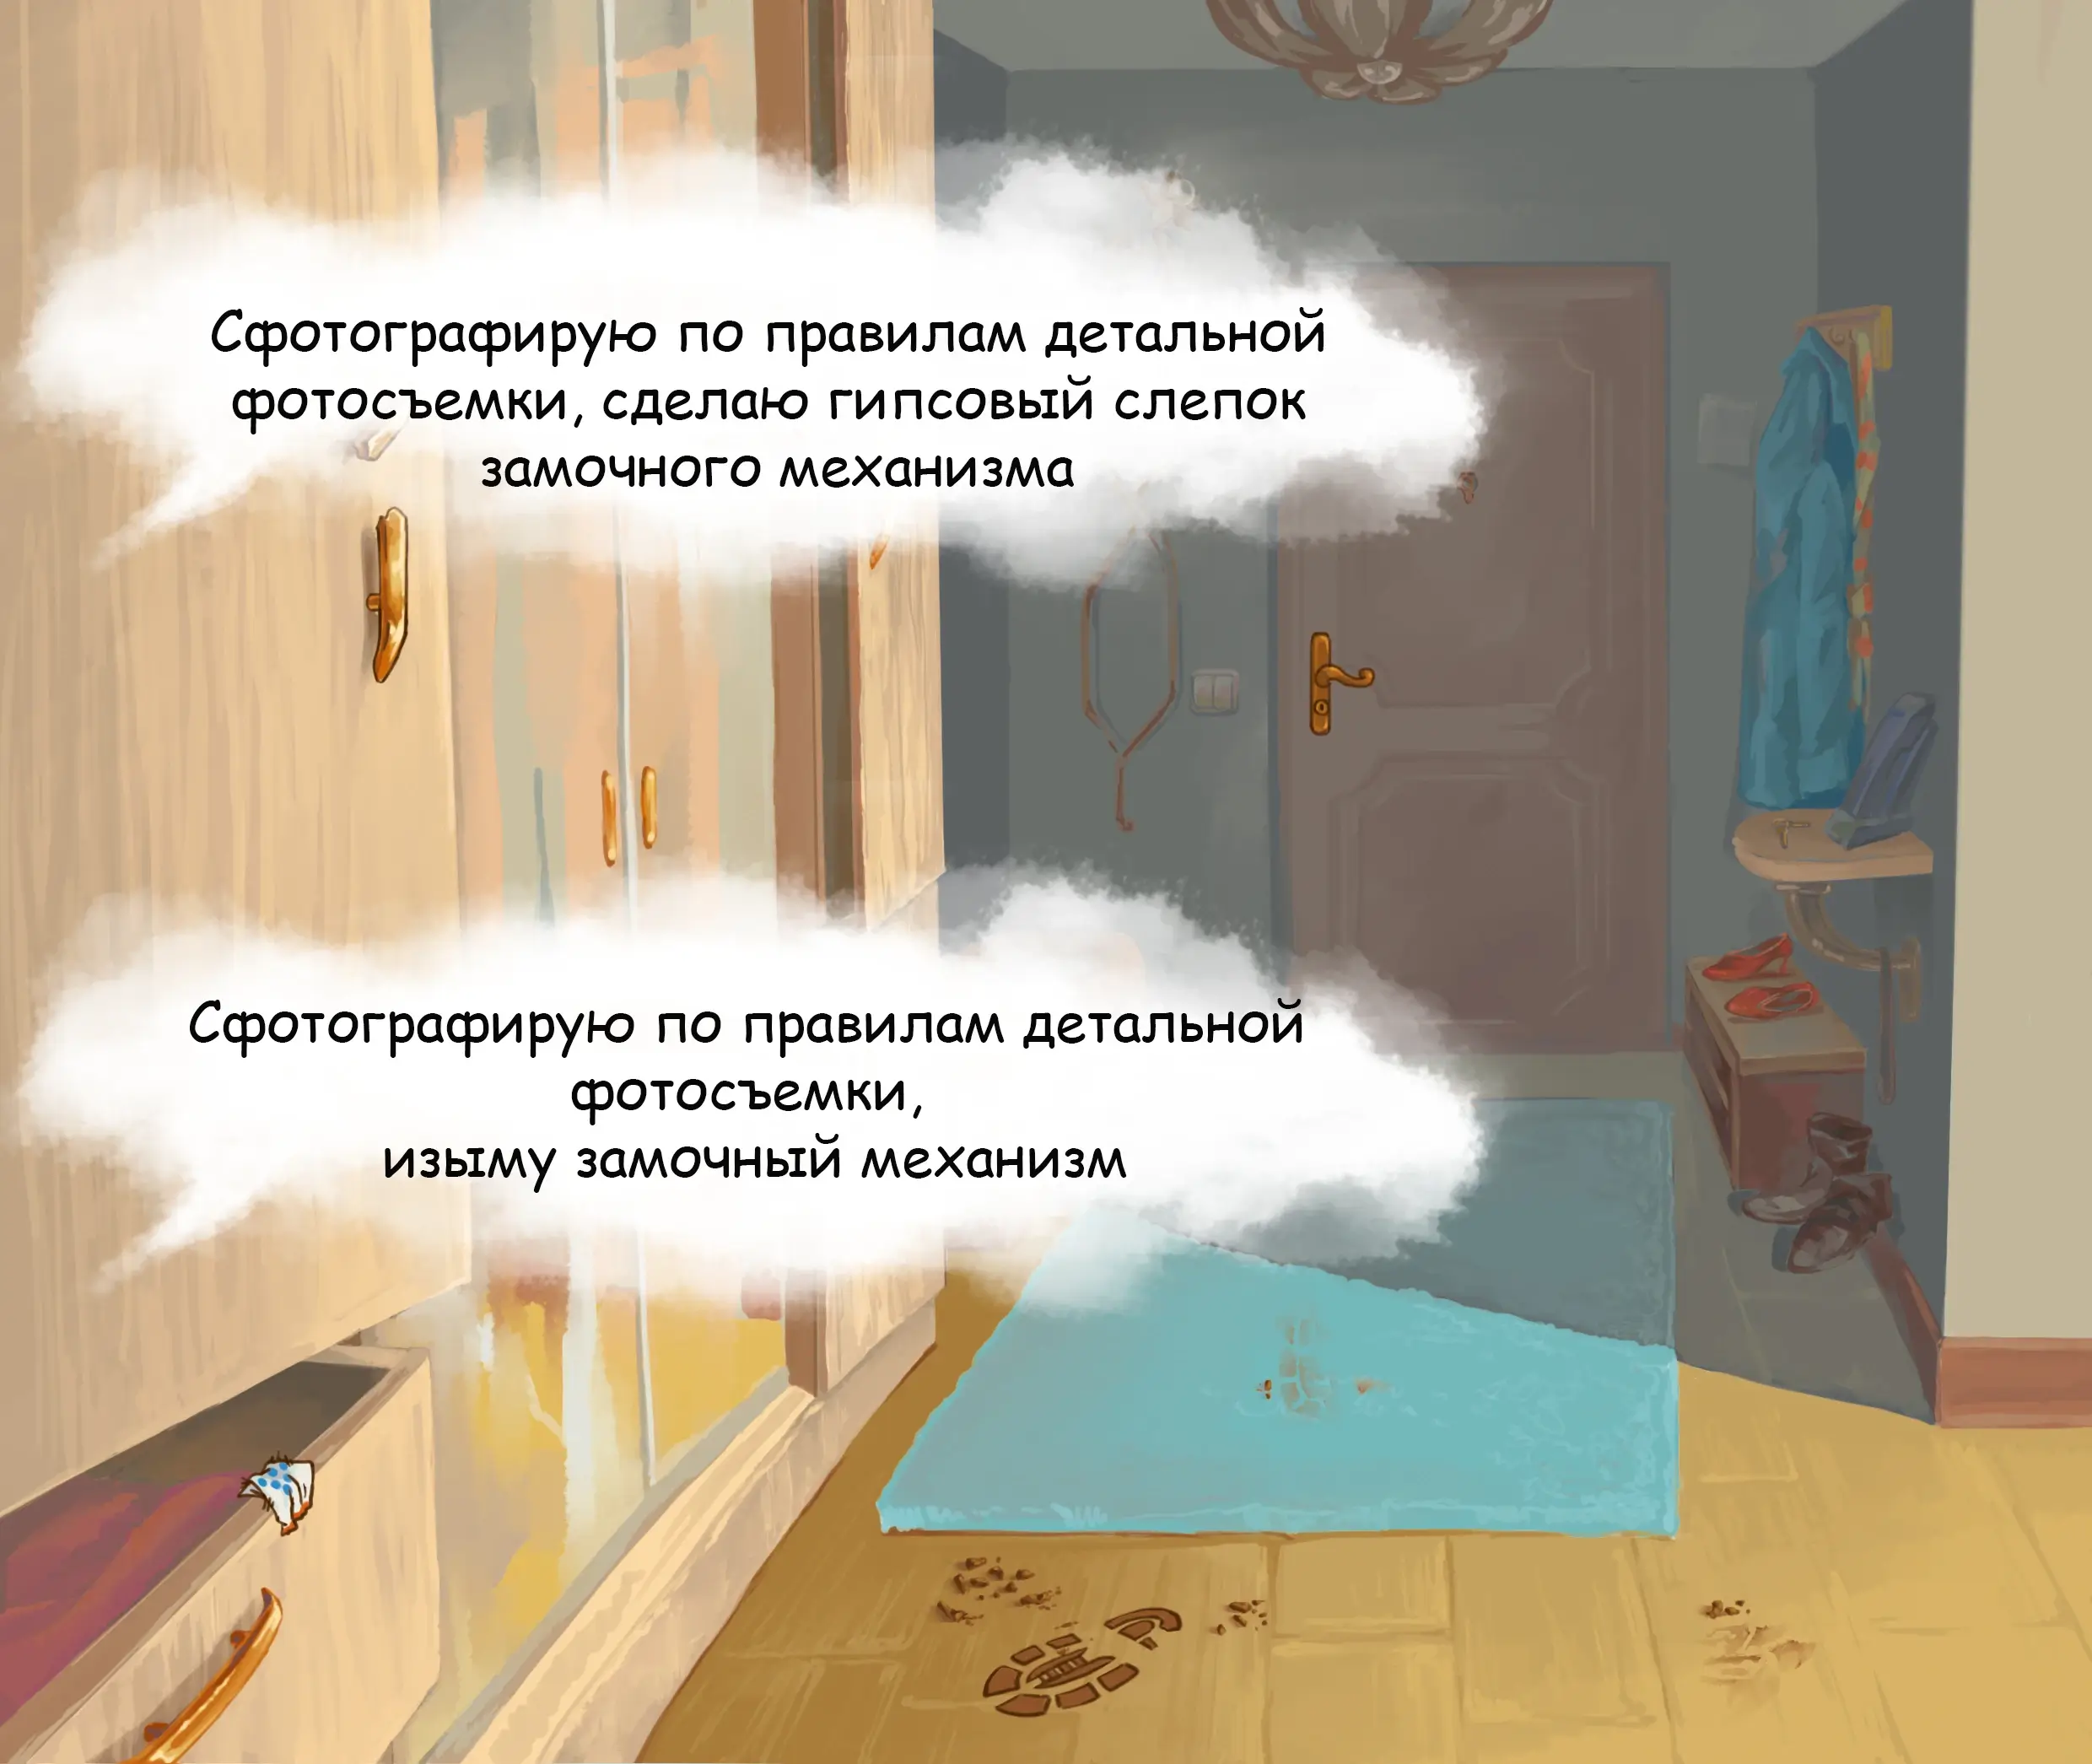 Сфотографирую по правилам детальной
фотосъемки, сделаю гипсовый слепок
замочного механизма
Сфотографирую по правилам детальной
фотосъемки,
изыму замочный механизм